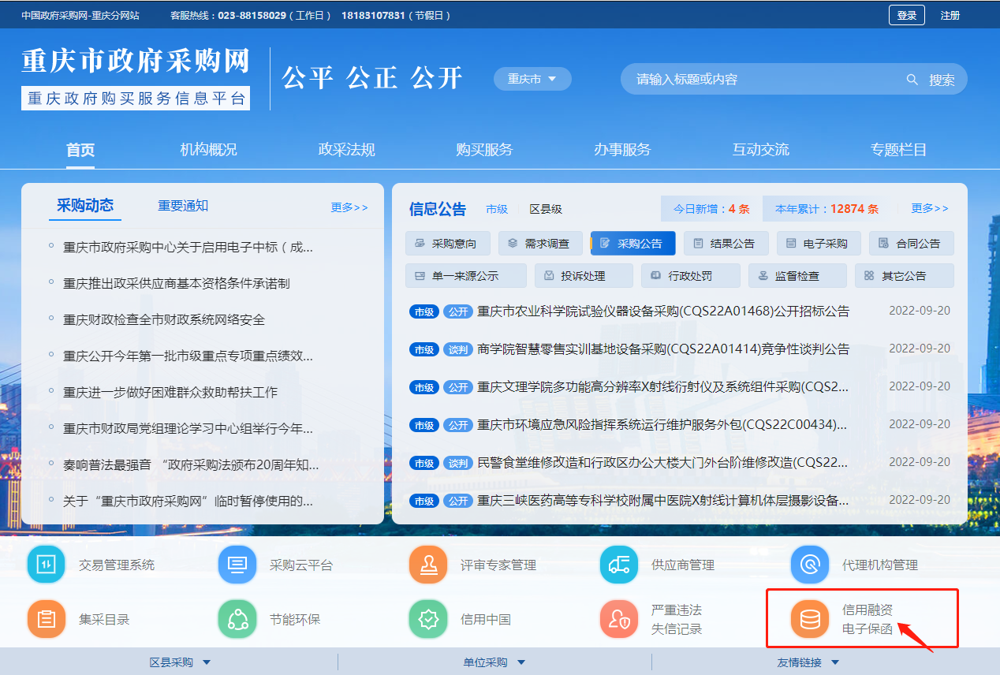 中国政府采购网-重庆分网站 客服热线：023-88158029（工作日） 18183107831（节假日） 登录 注册
重庆市政府采购网
重庆政府购买服务信息平台
公平 公正 公开
重庆市
请输入标题或内容 搜索
首页 机构概况 政采法规 购买服务 办事服务 互动交流 专题栏目
采购动态 重要通知 更多>>
重庆市政府采购中心关于启用电子中标（成...
重庆推出政采供应商基本资格条件承诺制
重庆财政检查全市财政系统网络安全
重庆公开今年第一批市级重点专项重点绩效...
重庆进一步做好困难群众救助帮扶工作
重庆市财政局党组理论学习中心组举行今年...
奏响普法最强音 “政府采购法颁布20周年知...
关于“重庆市政府采购网”临时暂停使用的...
信息公告 市级 区县级 今日新增：4 条 本年累计：12874 条 更多>>
采购意向 需求调查 采购公告 结果公告 电子采购 合同公告
单一来源公示 投诉处理 行政处罚 监督检查 其它公告
市级 公开 重庆市农业科学院试验仪器设备采购(CQS22A01468)公开招标公告 2022-09-20
市级 谈判 商学院智慧零售实训基地设备采购(CQS22A01414)竞争性谈判公告 2022-09-20
市级 公开 重庆文理学院多功能高分辨率X射线衍射仪及系统组件采购(CQS2... 2022-09-20
市级 公开 重庆市环境应急风险指挥系统运行维护服务外包(CQS22C00434)... 2022-09-20
市级 谈判 民警食堂维修改造和行政区办公大楼大门外台阶维修改造(CQS22... 2022-09-20
市级 公开 重庆三峡医药高等专科学校附属中医院X射线计算机体层摄影设备... 2022-09-20
交易管理系统 采购云平台 评审专家管理 供应商管理 代理机构管理
集采目录 节能环保 信用中国 严重违法 信用融资
失信记录 电子保函
区县采购 单位采购 友情链接